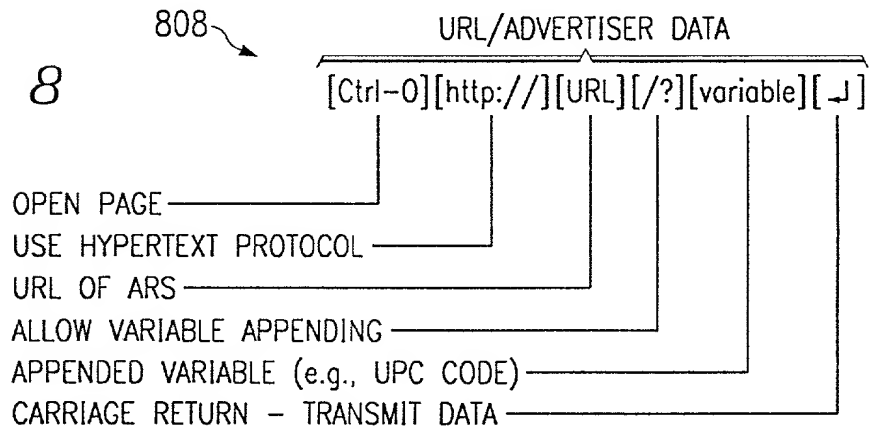 808
URL/ADVERTISER DATA
8
[Ctrl-O][http://][URL][/?][variable][↵]
OPEN PAGE
USE HYPERTEXT PROTOCOL
URL OF ARS
ALLOW VARIABLE APPENDING
APPENDED VARIABLE (e.g., UPC CODE)
CARRIAGE RETURN – TRANSMIT DATA